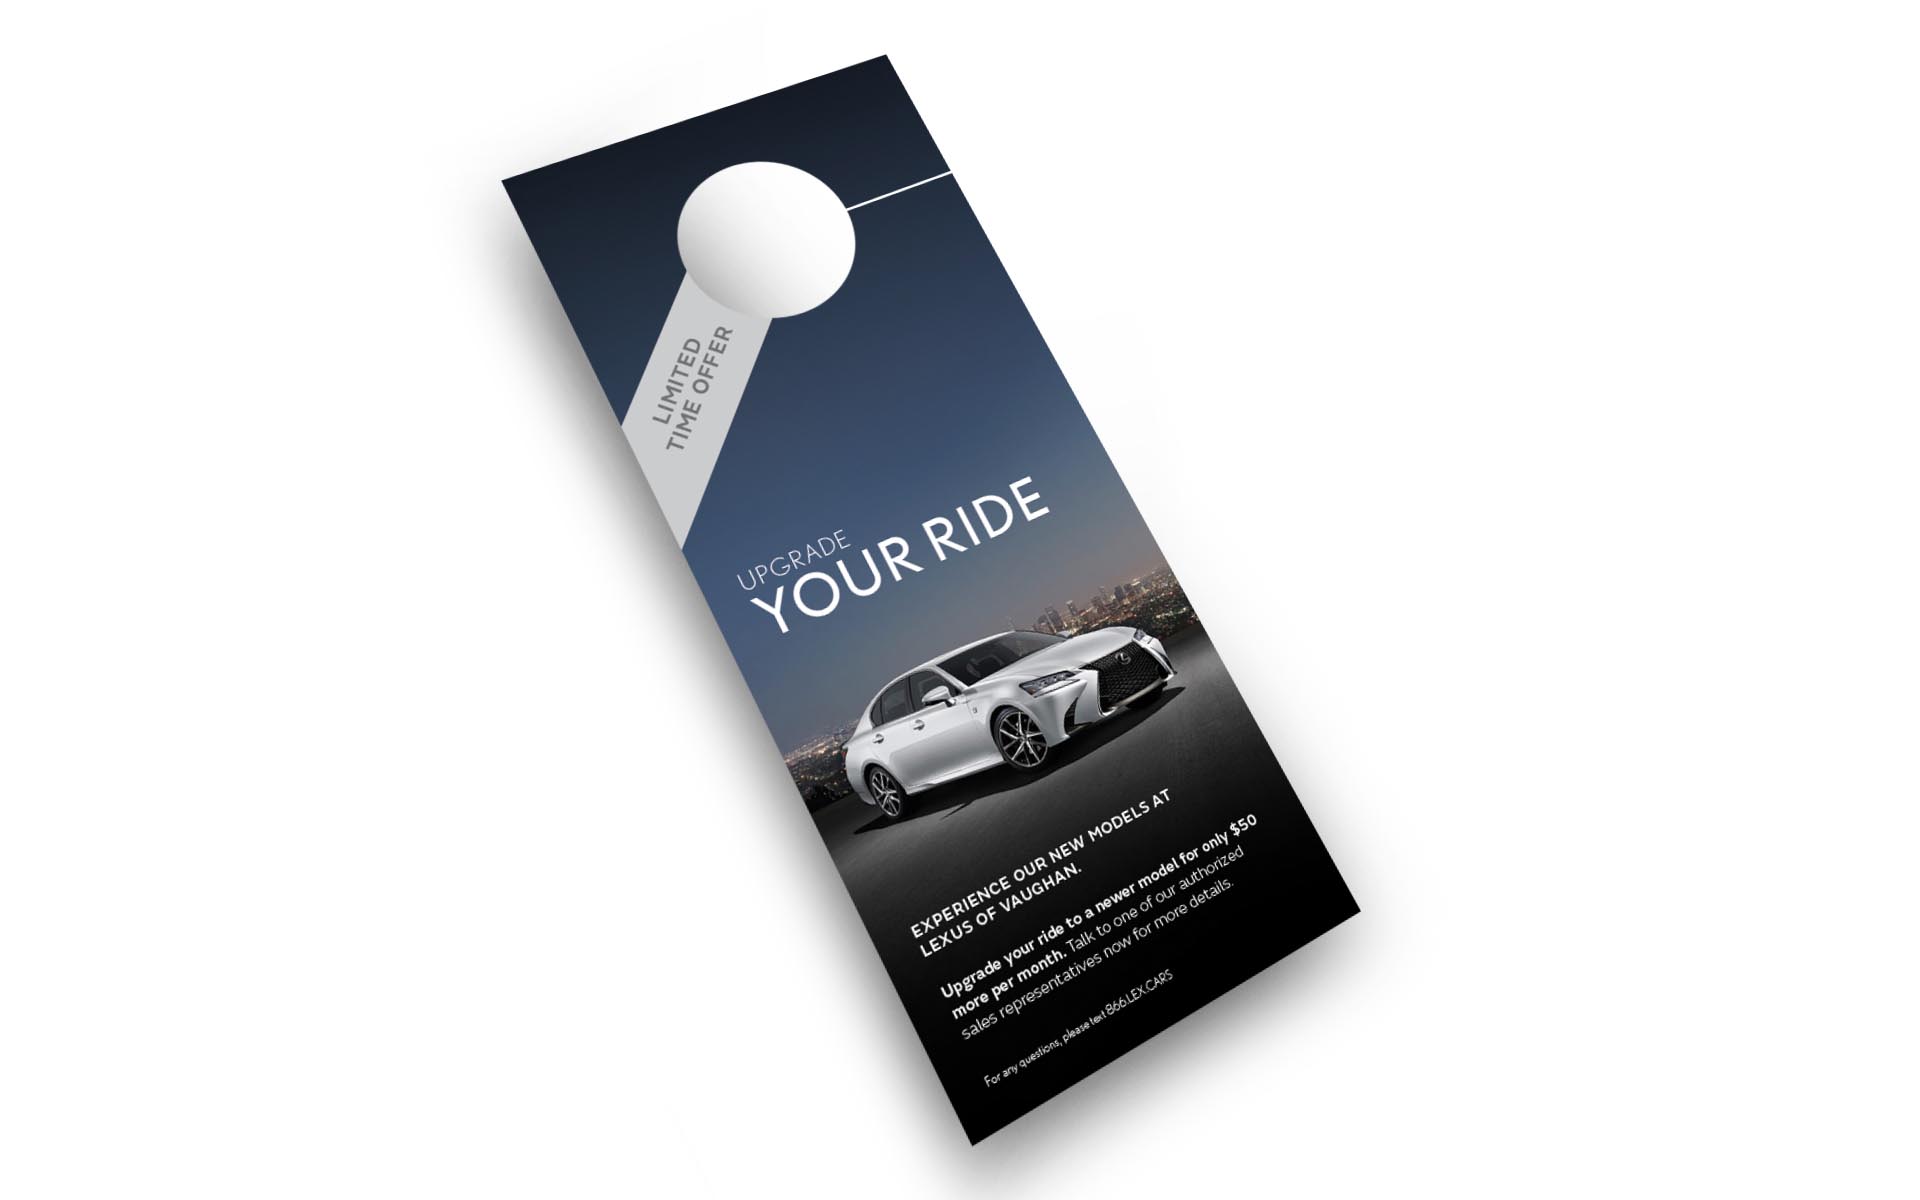 LIMITED
TIME OFFER
UPGRADE
YOUR RIDE
EXPERIENCE OUR NEW MODELS AT
LEXUS OF VAUGHAN.
Upgrade your ride to a newer model for only $50
more per month. Talk to one of our authorized
sales representatives now for more details.
For any questions, please text 866.LEX.CARS